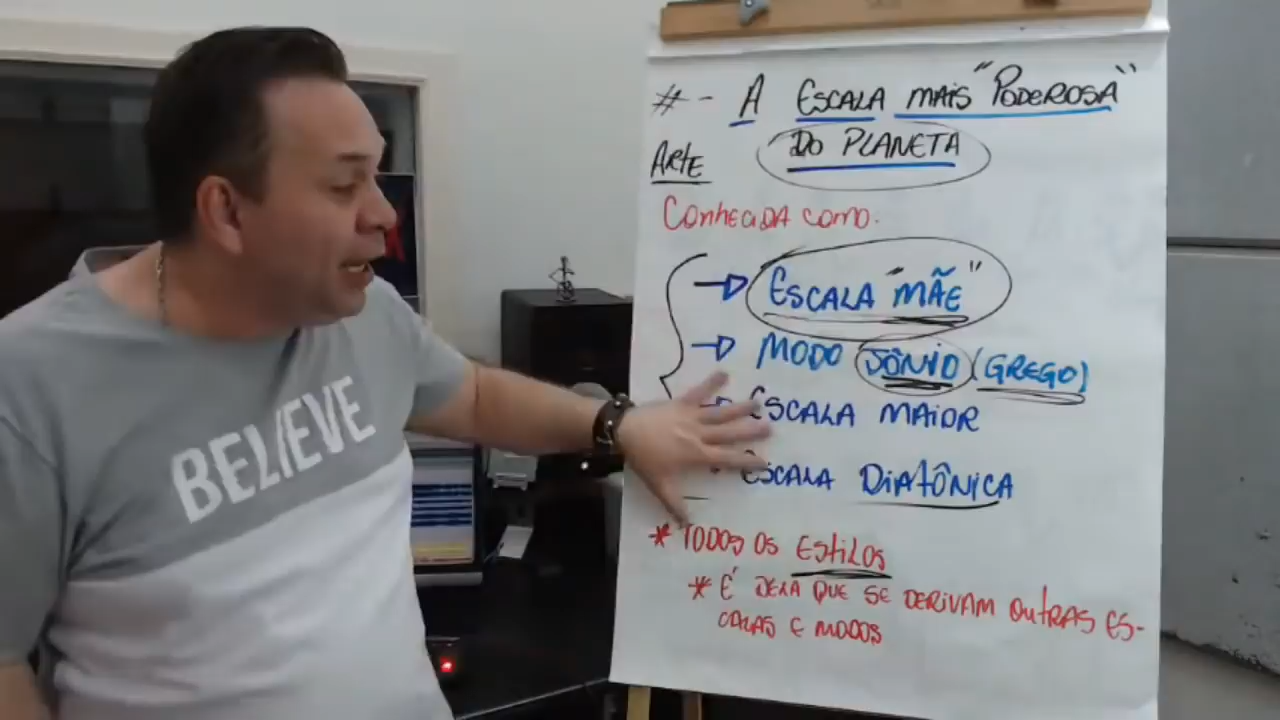 # - A ESCALA MAIS "PODEROSA"
DO PLANETA
ARTE
CONHECIDA COMO.
ESCALA "MÃE"
MODO JÔNIO (GREGO)
ESCALA MAIOR
ESCALA DIATÔNICA
* TODOS OS ESTILOS
* É DELA QUE SE DERIVAM OUTRAS ES-
CALAS E MODOS
BELIEVE